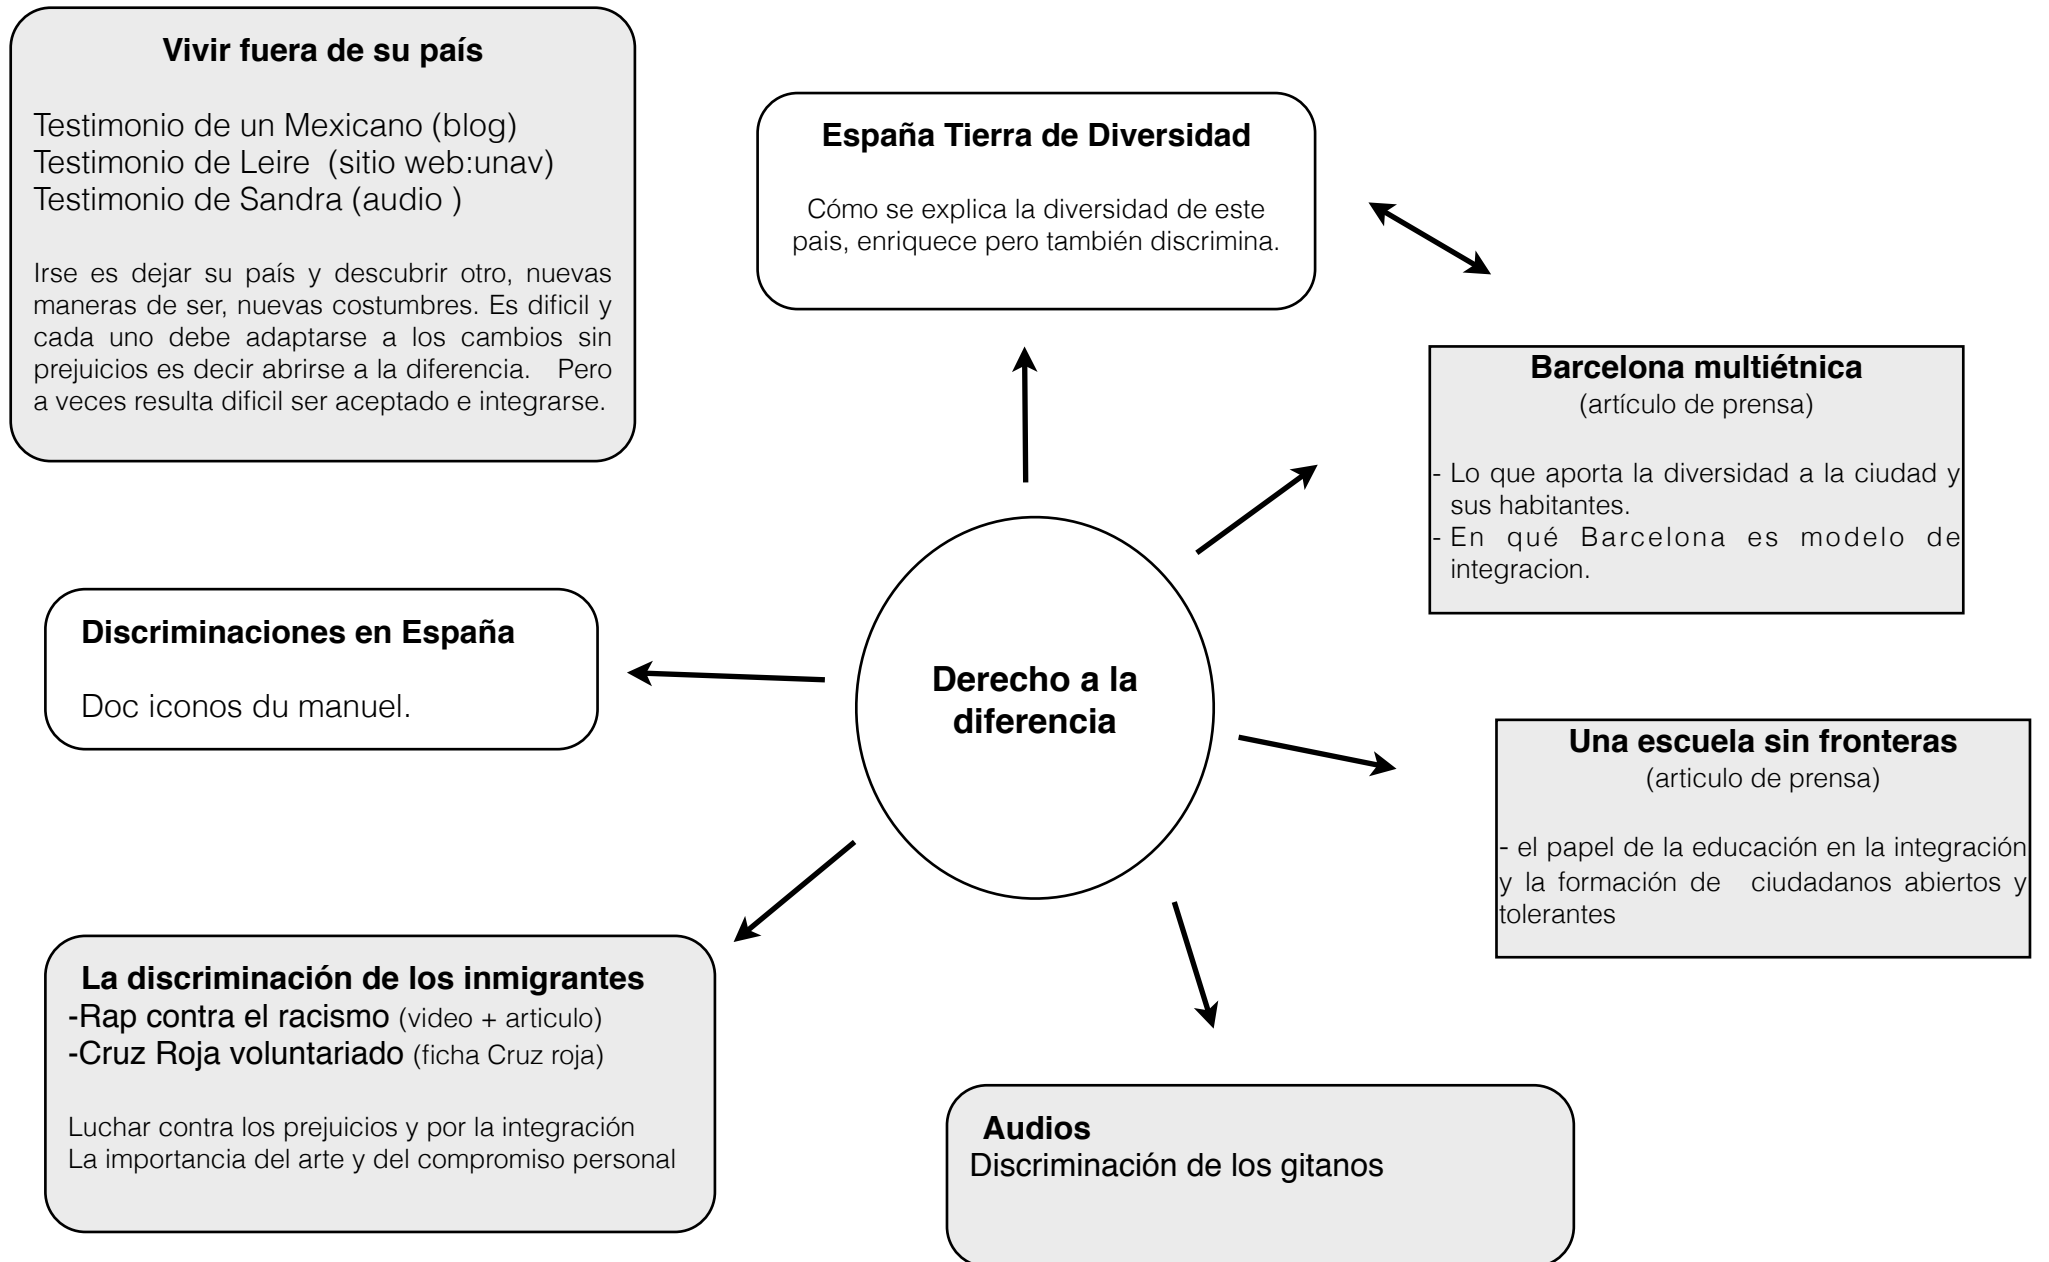 Vivir fuera de su país
Testimonio de un Mexicano (blog)
Testimonio de Leire  (sitio web:unav)
Testimonio de Sandra (audio )
Irse es dejar su país y descubrir otro, nuevas
maneras de ser, nuevas costumbres. Es dificil y
cada uno debe adaptarse a los cambios sin
prejuicios es decir abrirse a la diferencia.   Pero
a veces resulta dificil ser aceptado e integrarse.
España Tierra de Diversidad
Cómo se explica la diversidad de este
pais, enriquece pero también discrimina.
Barcelona multiétnica
(artículo de prensa)
- Lo que aporta la diversidad a la ciudad y
sus habitantes.
- En qué Barcelona es modelo de
integracion.
Discriminaciones en España
Doc iconos du manuel.
Derecho a la
diferencia
Una escuela sin fronteras
(articulo de prensa)
- el papel de la educación en la integración
y la formación de   ciudadanos abiertos y
tolerantes
La discriminación de los inmigrantes
-Rap contra el racismo (video + articulo)
-Cruz Roja voluntariado (ficha Cruz roja)
Luchar contra los prejuicios y por la integración
La importancia del arte y del compromiso personal
Audios
Discriminación de los gitanos